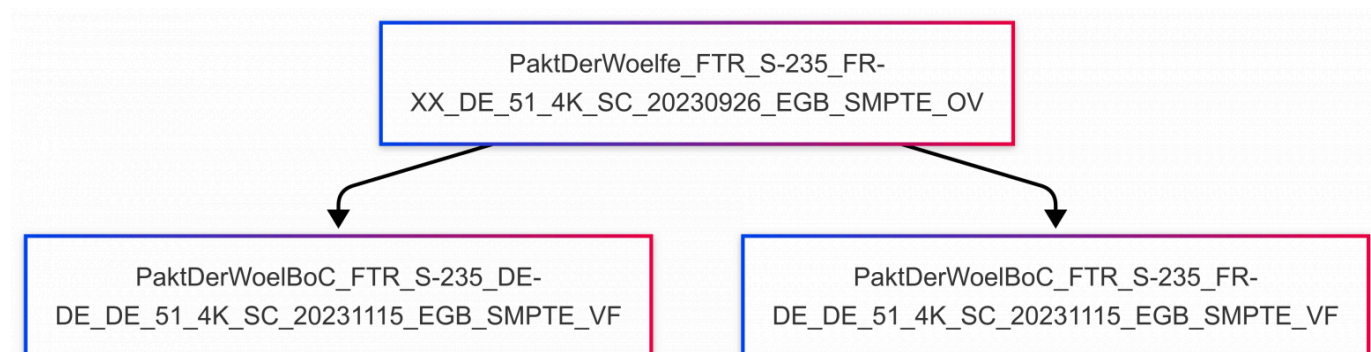 PaktDerWoelfe_FTR_S-235_FR-
XX_DE_51_4K_SC_20230926_EGB_SMPTE_OV
PaktDerWoelBoC_FTR_S-235_DE-
DE_DE_51_4K_SC_20231115_EGB_SMPTE_VF
PaktDerWoelBoC_FTR_S-235_FR-
DE_DE_51_4K_SC_20231115_EGB_SMPTE_VF